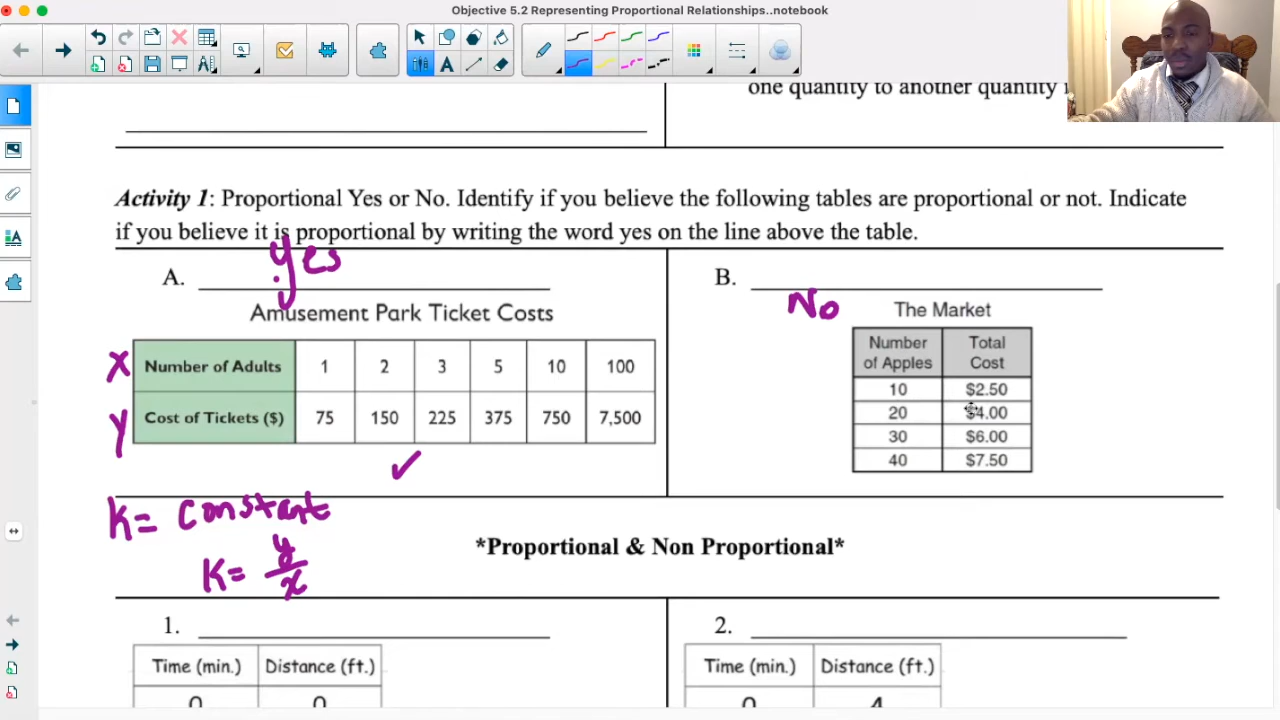 Objective 5.2 Representing Proportional Relationships..notebook
one quantity to another quantity
Activity 1: Proportional Yes or No. Identify if you believe the following tables are proportional or not. Indicate
if you believe it is proportional by writing the word yes on the line above the table.
yes
A.
Amusement Park Ticket Costs
X Number of Adults 1 2 3 5 10 100
y Cost of Tickets ($) 75 150 225 375 750 7,500
K= constant
K= y/x
B.
No
The Market
Number of Apples Total Cost
10 $2.50
20 $4.00
30 $6.00
40 $7.50
*Proportional & Non Proportional*
1.
Time (min.) Distance (ft.)
0 0
2.
Time (min.) Distance (ft.)
0 4